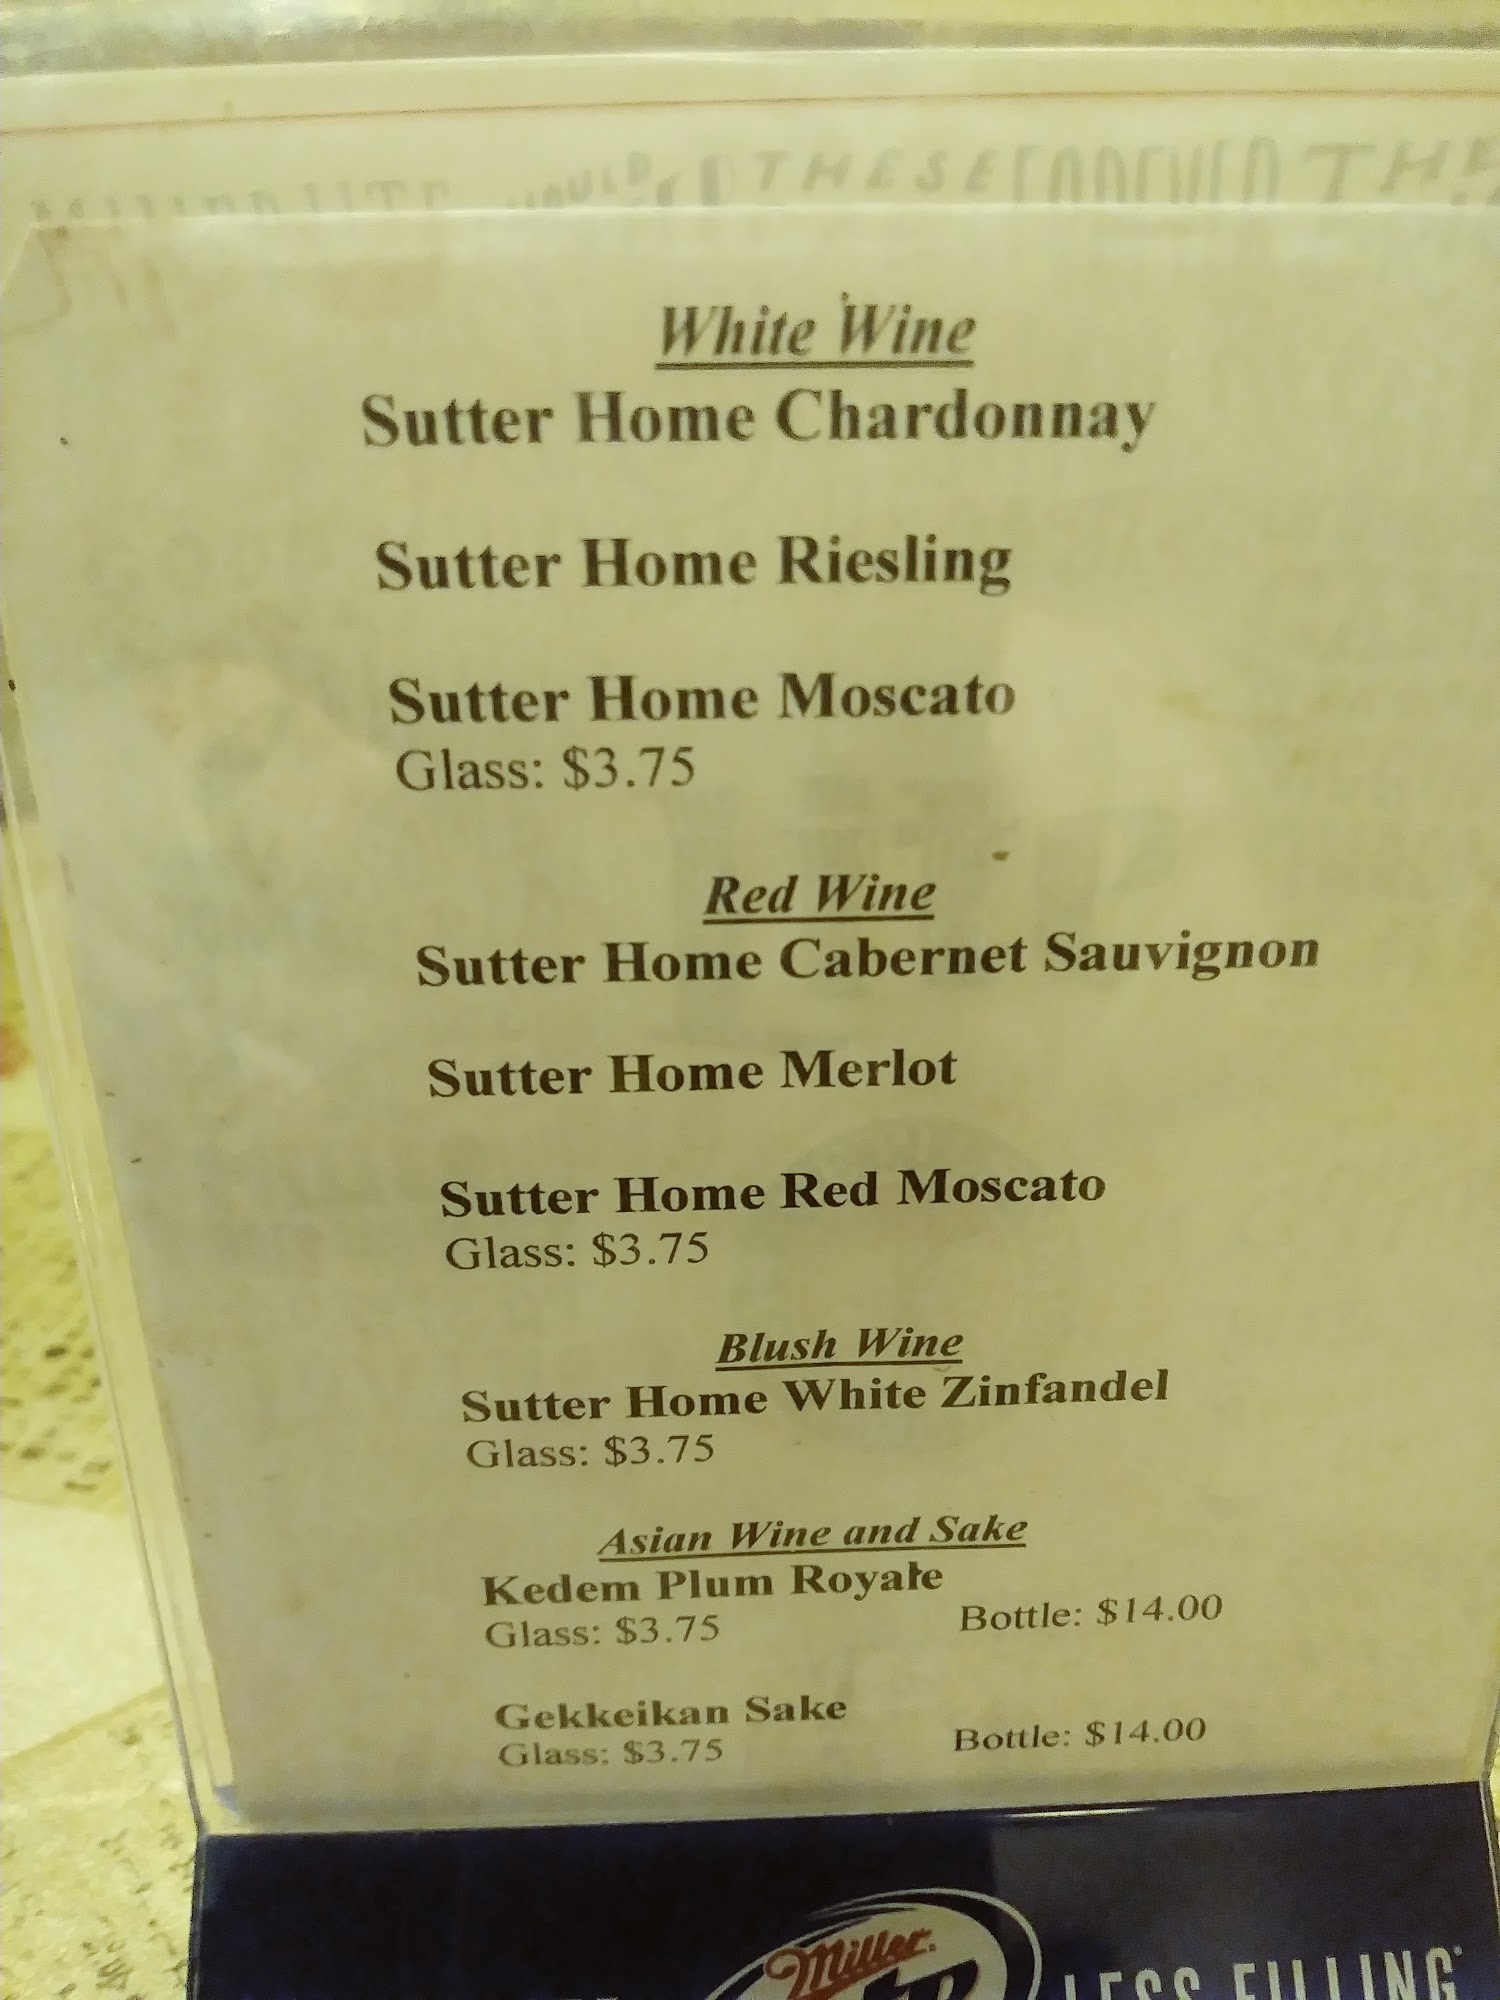 THESE
White Wine
Sutter Home Chardonnay
Sutter Home Riesling
Sutter Home Moscato
Glass: $3.75
Red Wine
Sutter Home Cabernet Sauvignon
Sutter Home Merlot
Sutter Home Red Moscato
Glass: $3.75
Blush Wine
Sutter Home White Zinfandel
Glass: $3.75
Asian Wine and Sake
Kedem Plum Royale
Glass: $3.75 Bottle: $14.00
Gekkeikan Sake
Glass: $3.75 Bottle: $14.00
Miller
LESS FILLING